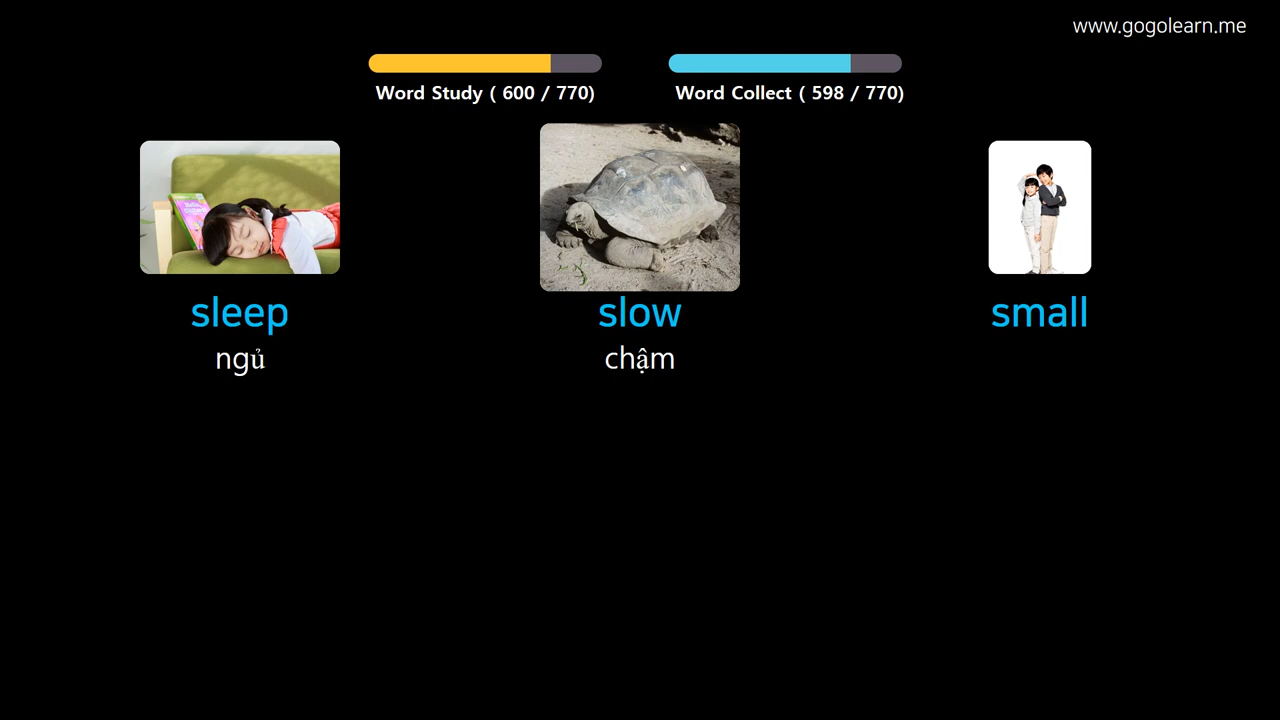 www.gogolearn.me
Word Study ( 600 / 770)
Word Collect ( 598 / 770)
sleep
slow
small
ngủ
chậm